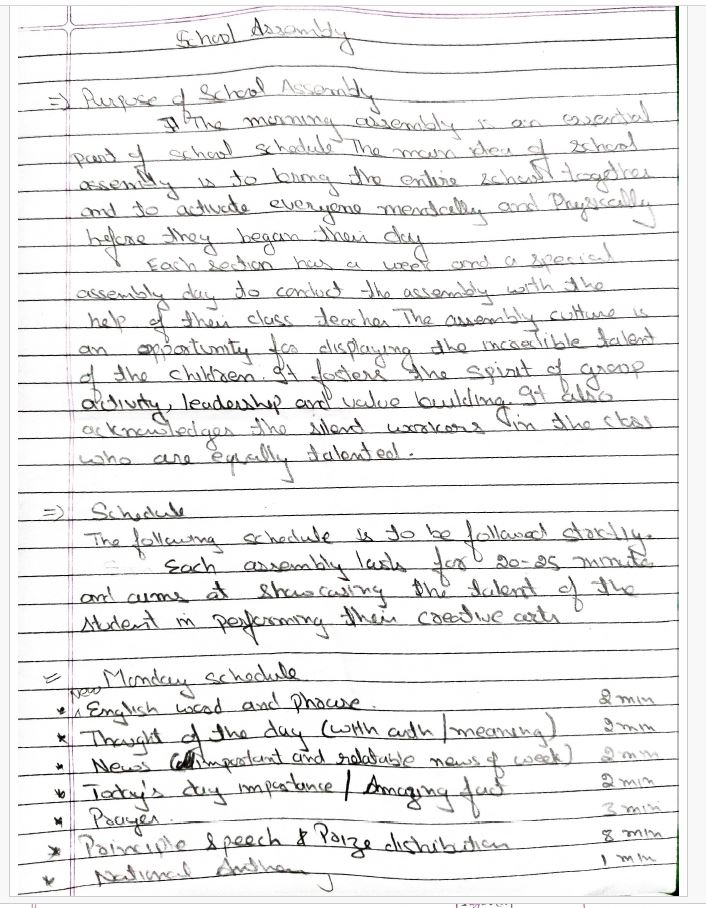 School Assembly
=> Purpose of School Assembly
The morning assembly is an essential
part of school schedule The main idea of school
assembly is to bring the entire school together
and to activate everyone mentally and Physically
before they began their day
Each section has a week and a special
assembly day to conduct the assembly with the
help of their class teacher The assembly culture is
an opportunity for displaying the incredible talent
of the children. It fosters the spirit of group
activity, leadership and value building. It also
acknowledges the silent workers in the class
who are equally talented.
=> Schedule
The following schedule is to be followed strictly.
Each assembly lasts for 20-25 minute
and aims at showcasing the talent of the
student in performing their creative arts
= Monday schedule
New
* ^ English word and Phrase. 2 min
* Thought of the day (with auth/meaning) 2 min
* News (important and relatable news of week) 2 min
* Today's day importance / Amazing fact 2 min
* Prayer. 3 min
* Principle speech & Prize distribution 8 min
* National Anthem 1 min